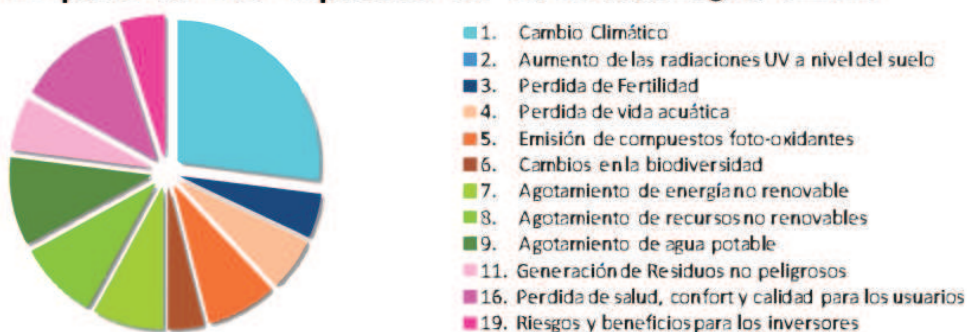 1. Cambio Climático
2. Aumento de las radiaciones UV a nivel del suelo
3. Perdida de Fertilidad
4. Perdida de vida acuática
5. Emisión de compuestos foto-oxidantes
6. Cambios en la biodiversidad
7. Agotamiento de energía no renovable
8. Agotamiento de recursos no renovables
9. Agotamiento de agua potable
11. Generación de Residuos no peligrosos
16. Perdida de salud, confort y calidad para los usuarios
19. Riesgos y beneficios para los inversores